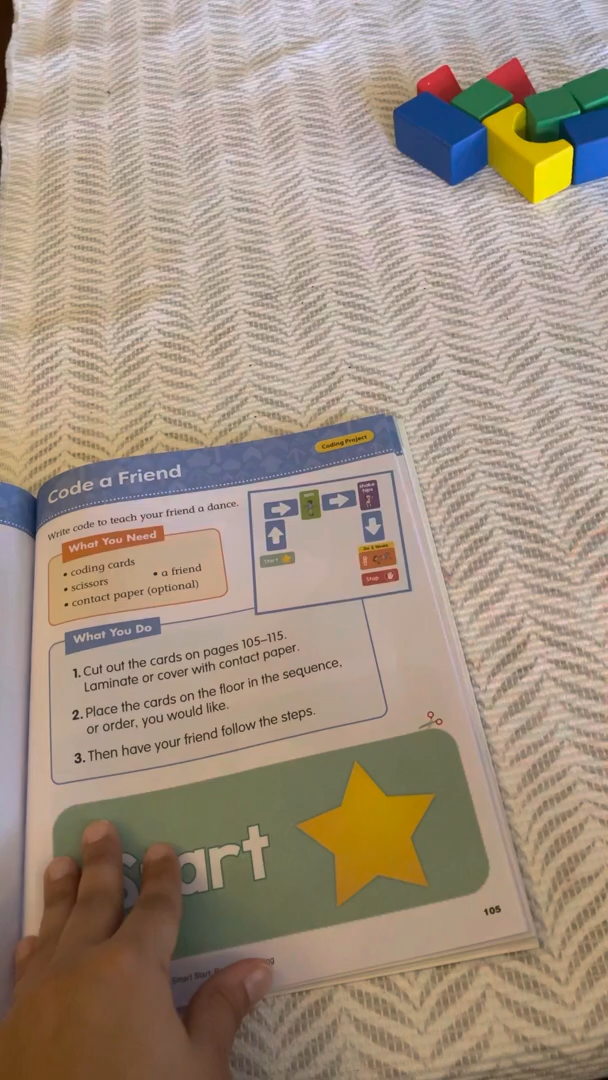 Coding Project
Code a Friend
Write code to teach your friend a dance.
What You Need
• coding cards
• scissors
• a friend
• contact paper (optional)
Start
Stop
What You Do
1. Cut out the cards on pages 105–115.
Laminate or cover with contact paper.
2. Place the cards on the floor in the sequence,
or order, you would like.
3. Then have your friend follow the steps.
Start
105